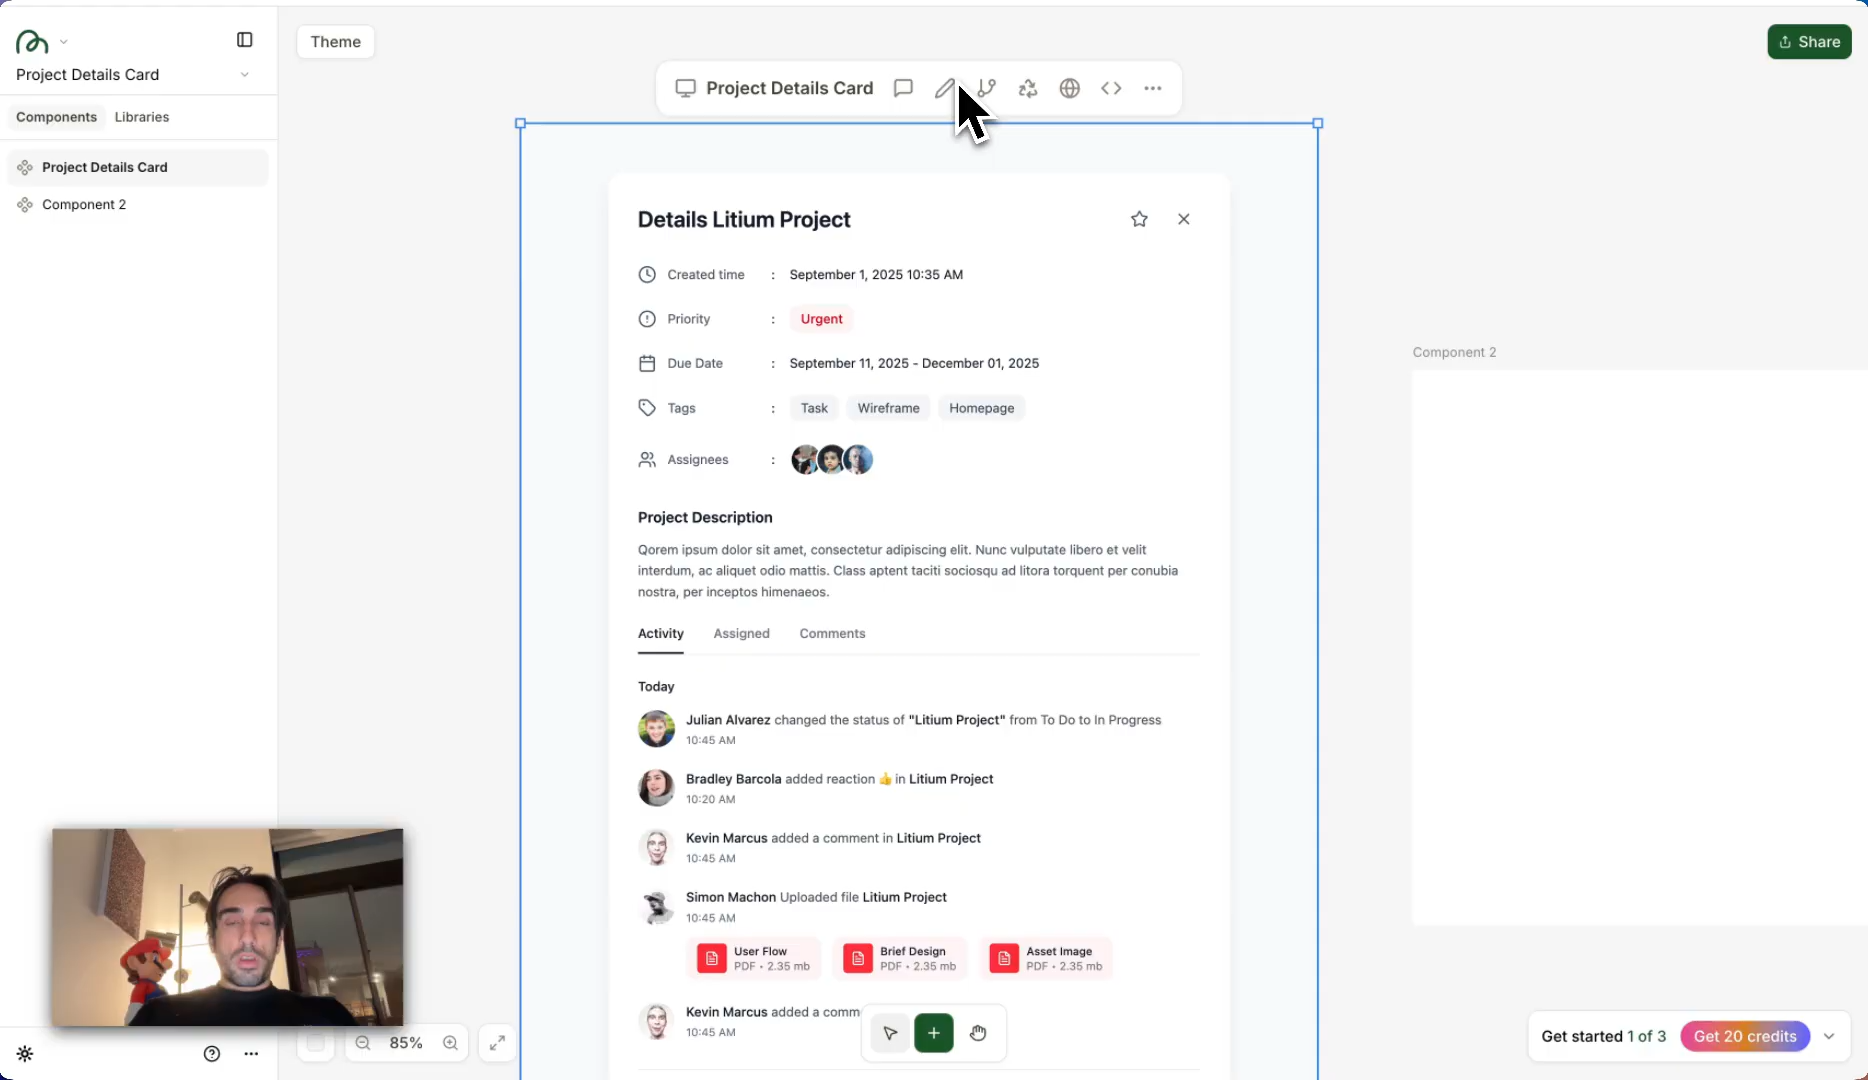 Project Details Card
Components
Libraries
Project Details Card
Component 2
Theme
Project Details Card
Share
Details Litium Project
Created time : September 1, 2025 10:35 AM
Priority : Urgent
Due Date : September 11, 2025 - December 01, 2025
Tags : Task Wireframe Homepage
Assignees :
Project Description
Qorem ipsum dolor sit amet, consectetur adipiscing elit. Nunc vulputate libero et velit
interdum, ac aliquet odio mattis. Class aptent taciti sociosqu ad litora torquent per conubia
nostra, per inceptos himenaeos.
Activity Assigned Comments
Today
Julian Alvarez changed the status of "Litium Project" from To Do to In Progress
10:45 AM
Bradley Barcola added reaction 👍 in Litium Project
10:20 AM
Kevin Marcus added a comment in Litium Project
10:45 AM
Simon Machon Uploaded file Litium Project
10:45 AM
User Flow
PDF • 2.35 mb
Brief Design
PDF • 2.35 mb
Asset Image
PDF • 2.35 mb
Kevin Marcus added a comm
10:45 AM
Component 2
85%
Get started 1 of 3
Get 20 credits